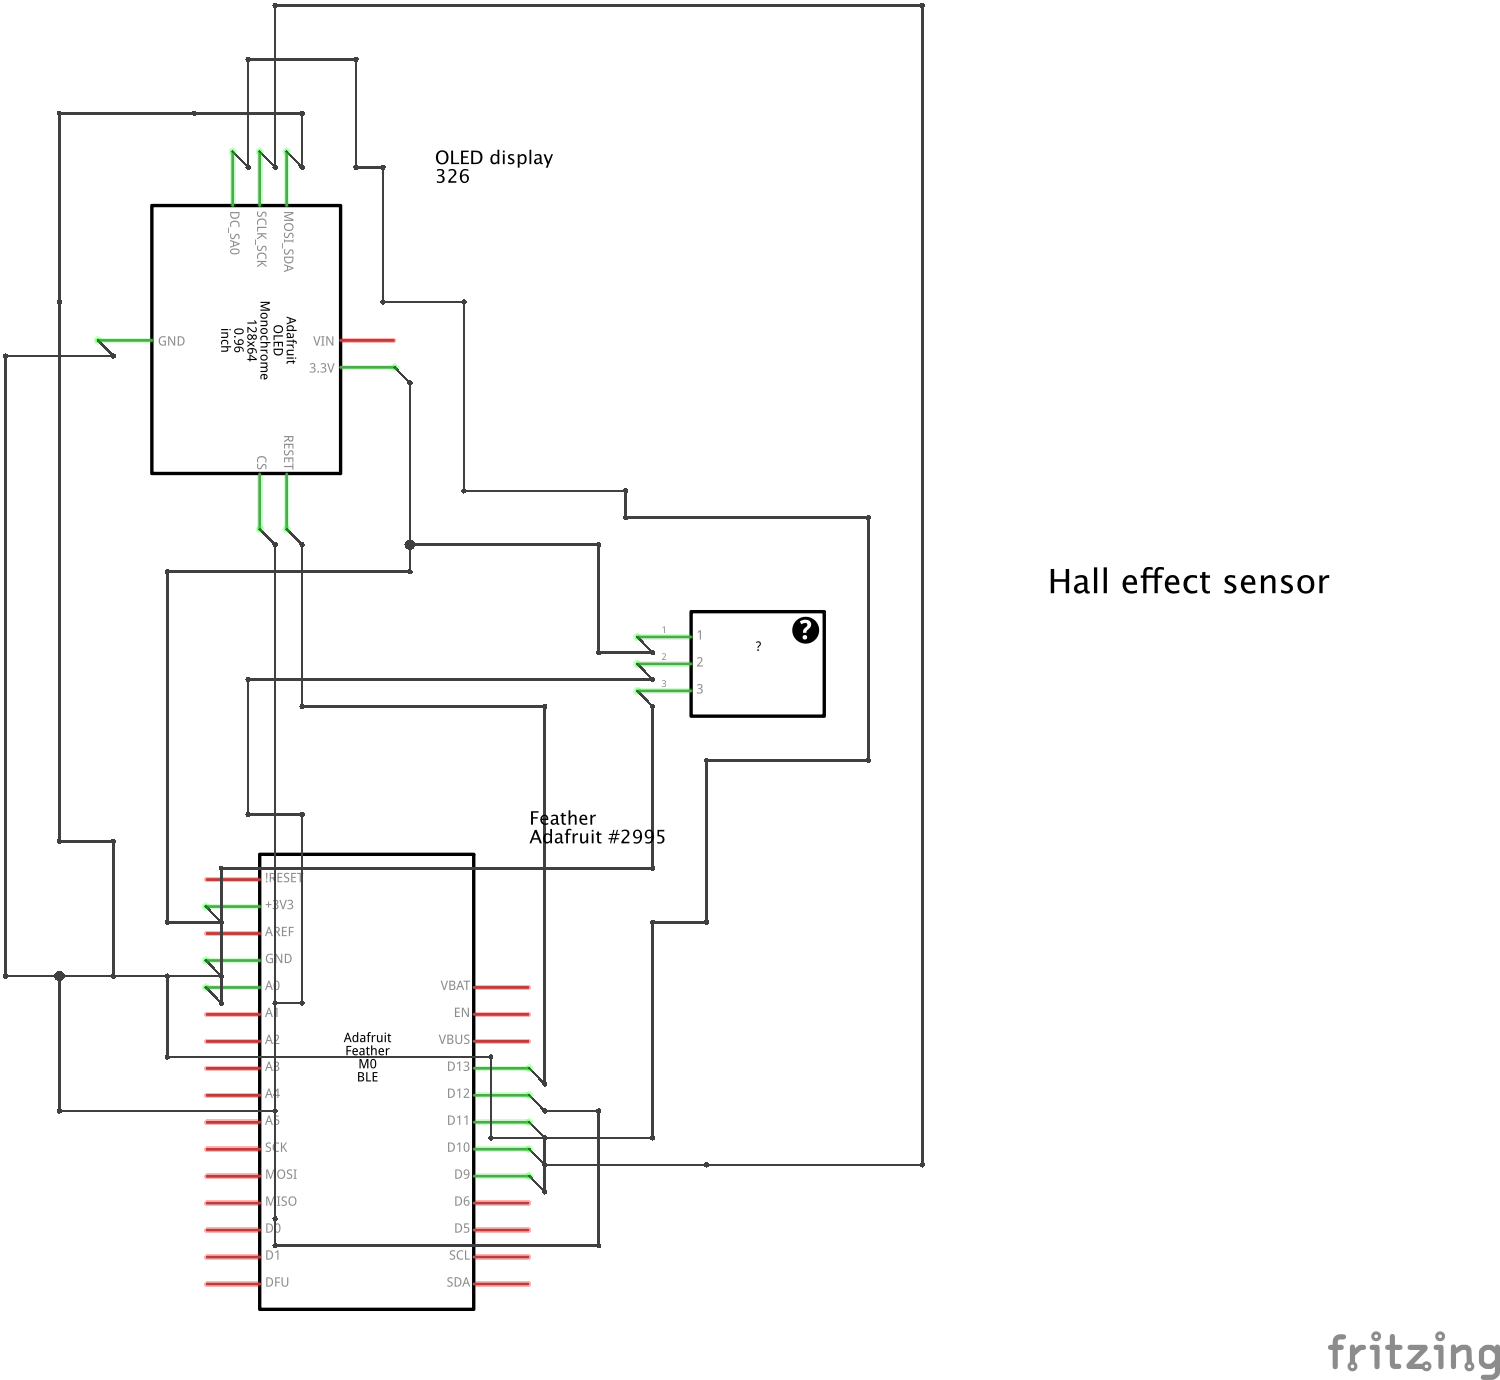 OLED display
326
DC_SA0
SCLK_SCK
MOSI_SDA
GND
Adafruit
OLED
Monochrome
128x64
0.96
inch
VIN
3.3V
CS
RESET
Hall effect sensor
1
1
?
?
2
2
3
3
Feather
Adafruit #2995
!RESET
+3V3
AREF
GND
A0
A1
A2
A3
A4
A5
SCK
MOSI
MISO
D0
D1
DFU
Adafruit
Feather
M0
BLE
VBAT
EN
VBUS
D13
D12
D11
D10
D9
D6
D5
SCL
SDA
fritzing